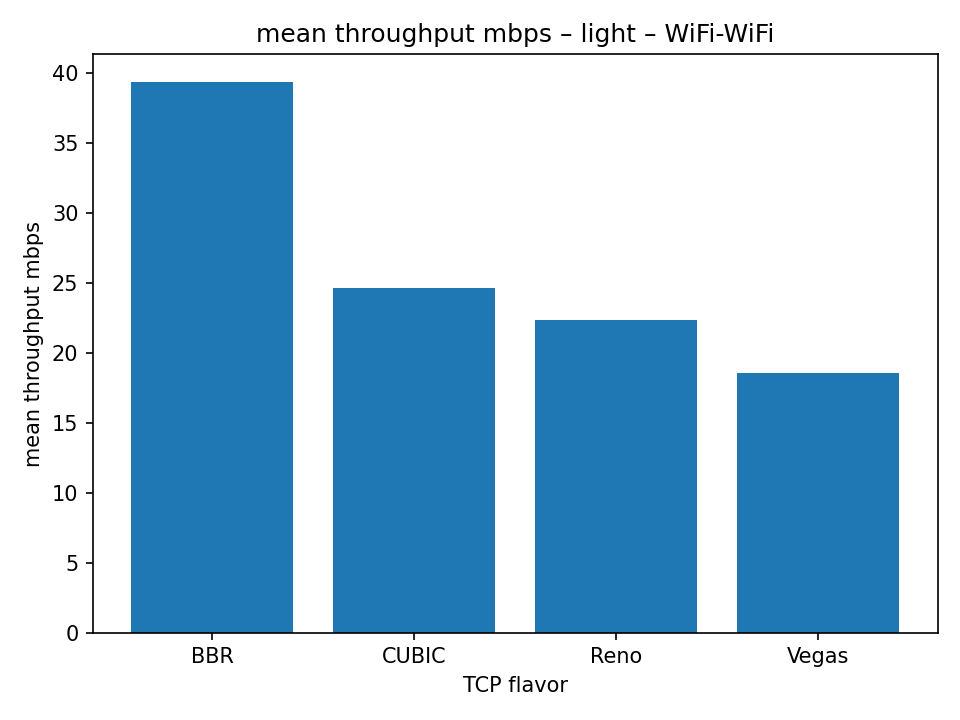 mean throughput mbps – light – WiFi-WiFi
mean throughput mbps
40
35
30
25
20
15
10
5
0
BBR CUBIC Reno Vegas
TCP flavor